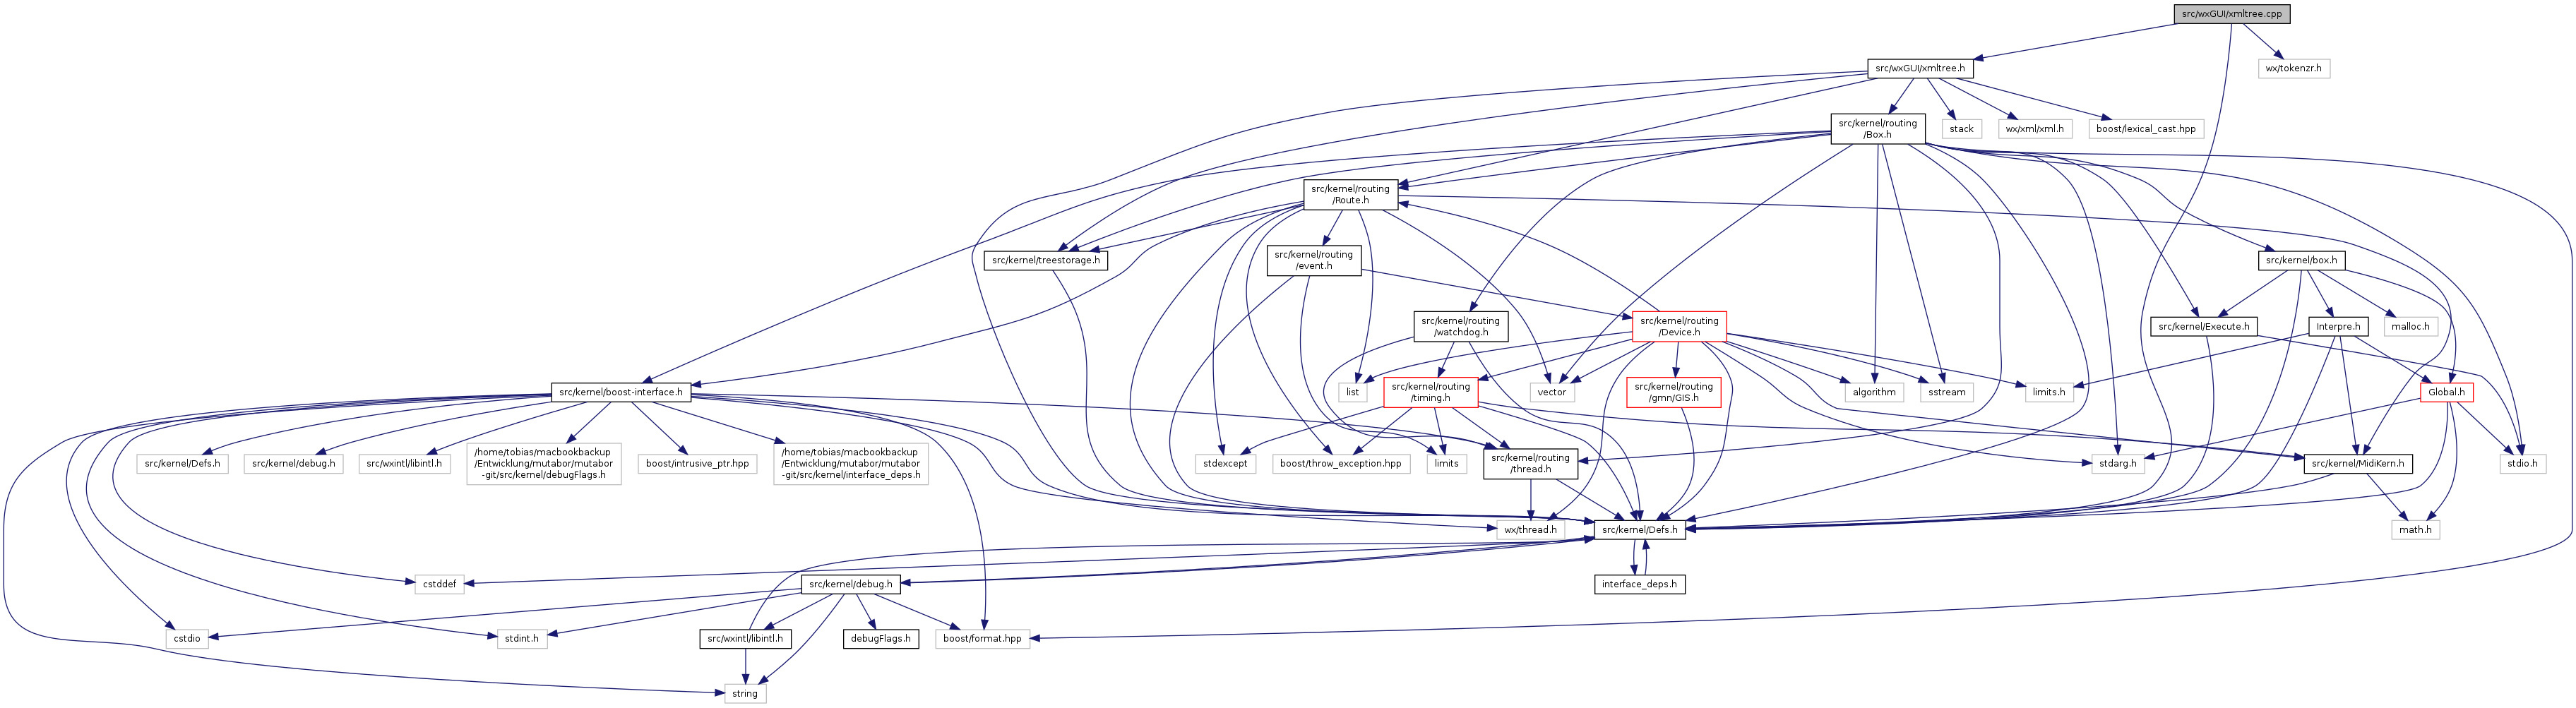 src/wxGUI/xmltree.cpp
src/wxGUI/xmltree.h
wx/tokenzr.h
src/kernel/routing
/Box.h
stack
wx/xml/xml.h
boost/lexical_cast.hpp
src/kernel/routing
/Route.h
src/kernel/treestorage.h
src/kernel/routing
/event.h
src/kernel/box.h
src/kernel/routing
/watchdog.h
src/kernel/routing
/Device.h
src/kernel/Execute.h
Interpre.h
malloc.h
src/kernel/boost-interface.h
list
src/kernel/routing
/timing.h
vector
src/kernel/routing
/gmn/GIS.h
algorithm
sstream
limits.h
Global.h
src/kernel/Defs.h
src/kernel/debug.h
src/wxintl/libintl.h
/home/tobias/macbookbackup
/Entwicklung/mutabor/mutabor
-git/src/kernel/debugFlags.h
boost/intrusive_ptr.hpp
/home/tobias/macbookbackup
/Entwicklung/mutabor/mutabor
-git/src/kernel/interface_deps.h
stdexcept
boost/throw_exception.hpp
limits
src/kernel/routing
/thread.h
stdarg.h
src/kernel/MidiKern.h
stdio.h
wx/thread.h
src/kernel/Defs.h
math.h
cstddef
src/kernel/debug.h
interface_deps.h
cstdio
stdint.h
src/wxintl/libintl.h
debugFlags.h
boost/format.hpp
string